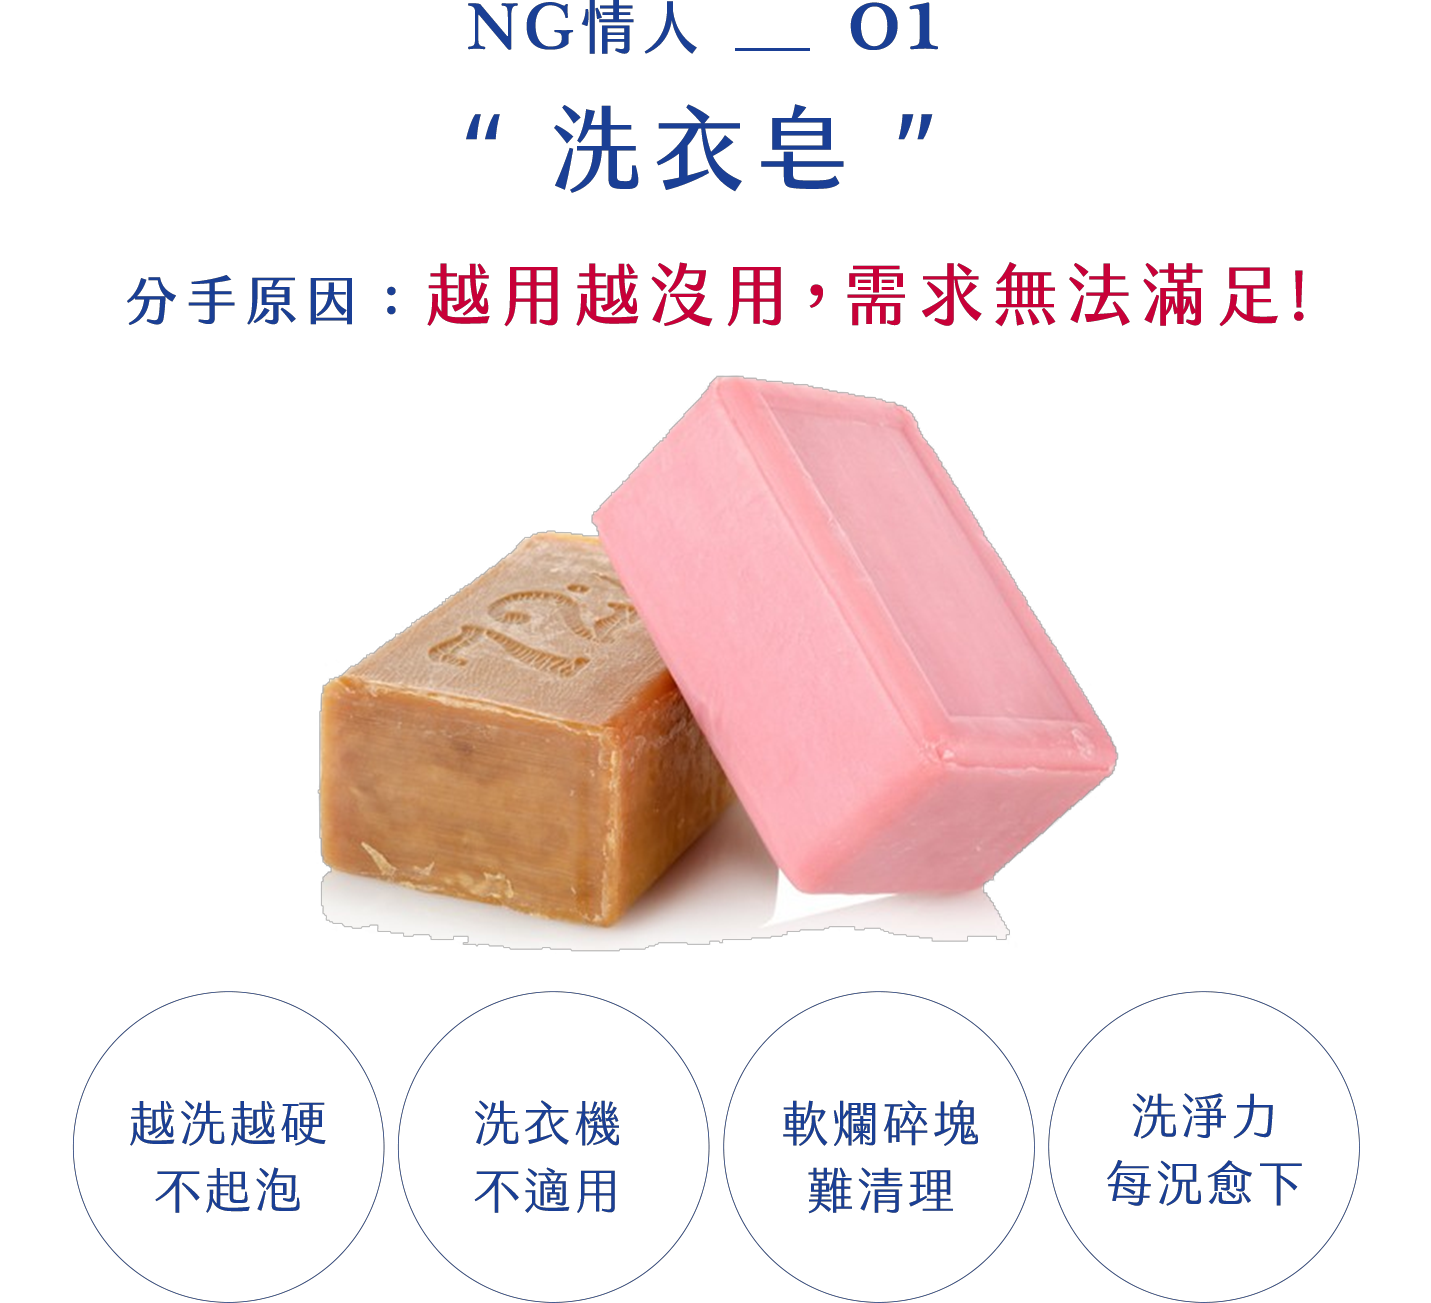 NG情人 __ 01
“ 洗衣皂 ”
分手原因：越用越沒用，需求無法滿足!
72
越洗越硬
不起泡
洗衣機
不適用
軟爛碎塊
難清理
洗淨力
每況愈下